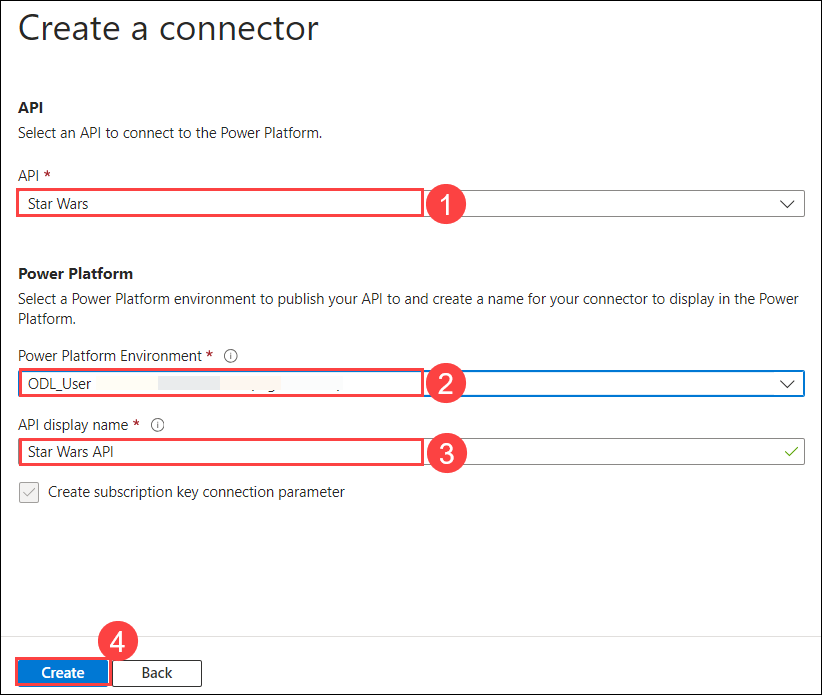 Create a connector
API
Select an API to connect to the Power Platform.
API *
Star Wars
1
Power Platform
Select a Power Platform environment to publish your API to and create a name for your connector to display in the Power
Platform.
Power Platform Environment *
ODL_User
2
API display name *
Star Wars API
3
Create subscription key connection parameter
4
Create
Back